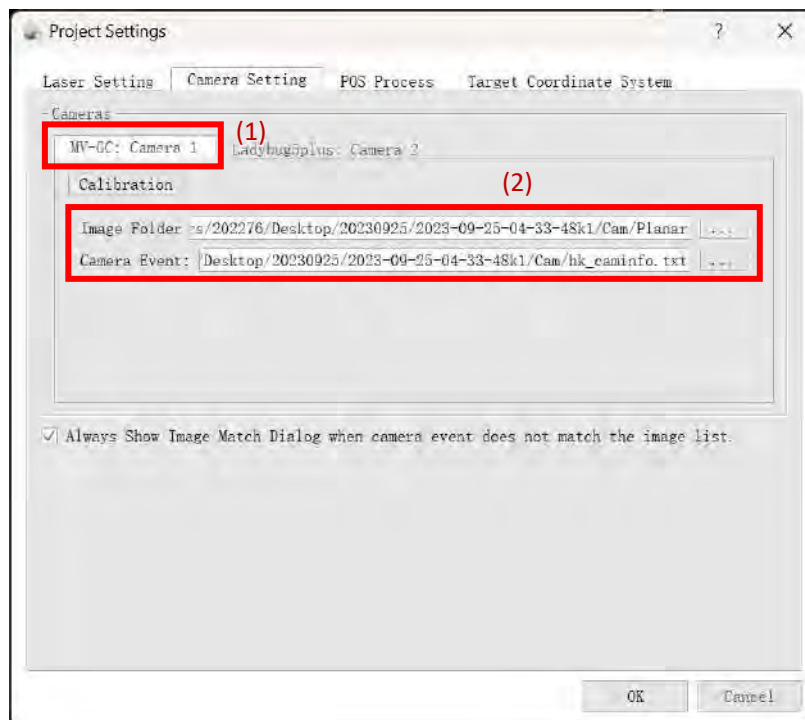 Project Settings
?
Laser Setting Camera Setting POS Process Target Coordinate System
Cameras
MV-GC: Camera 1 (1) Ladybug5plus: Camera 2
Calibration (2)
Image Folder :s/202276/Desktop/20230925/2023-09-25-04-33-48k1/Cam/Planar ...
Camera Event: Desktop/20230925/2023-09-25-04-33-48k1/Cam/hk_caminfo.txt ...
Always Show Image Match Dialog when camera event does not match the image list.
OK Cancel